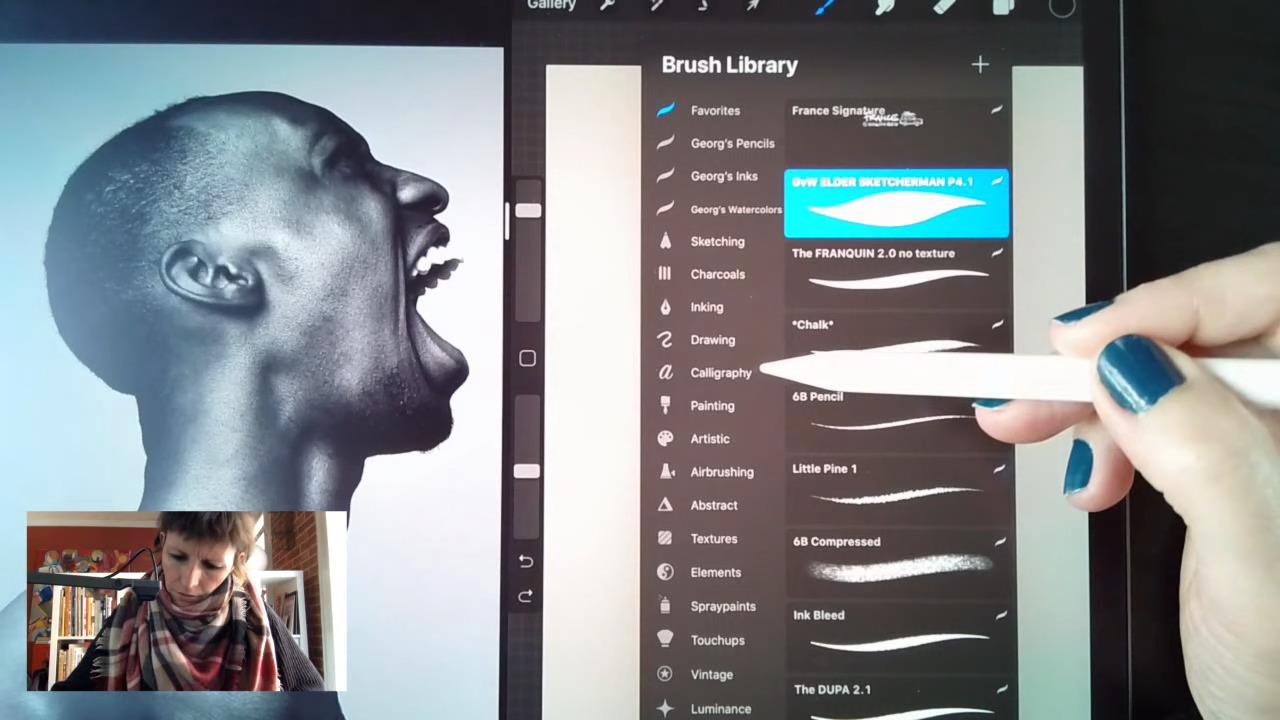 Gallery
Brush Library
Favorites
Georg's Pencils
Georg's Inks
Georg's Watercolors
Sketching
Charcoals
Inking
Drawing
Calligraphy
Painting
Artistic
Airbrushing
Abstract
Textures
Elements
Spraypaints
Touchups
Vintage
Luminance
France Signature
FRANCE
GvW ELDER SKETCHERMAN P4.1
The FRANQUIN 2.0 no texture
*Chalk*
6B Pencil
Little Pine 1
6B Compressed
Ink Bleed
The DUPA 2.1